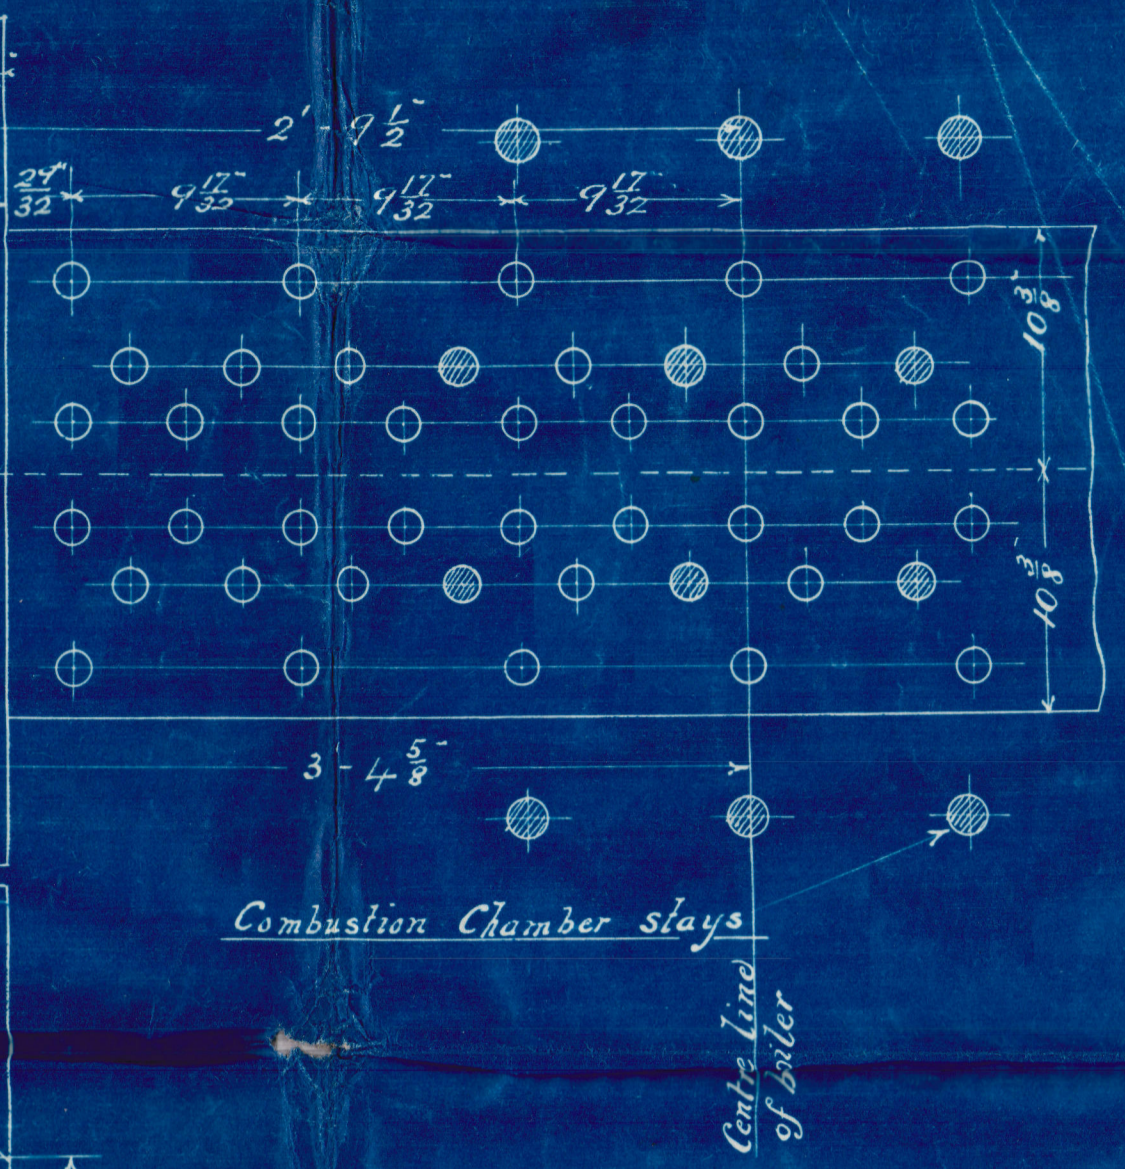 2' - 9 1/2"
29/32" 9 17/32" 9 17/32" 9 17/32
10 3/8"
10 3/8"
3' - 4 5/8"
Combustion Chamber stays
Centre Line
of boiler